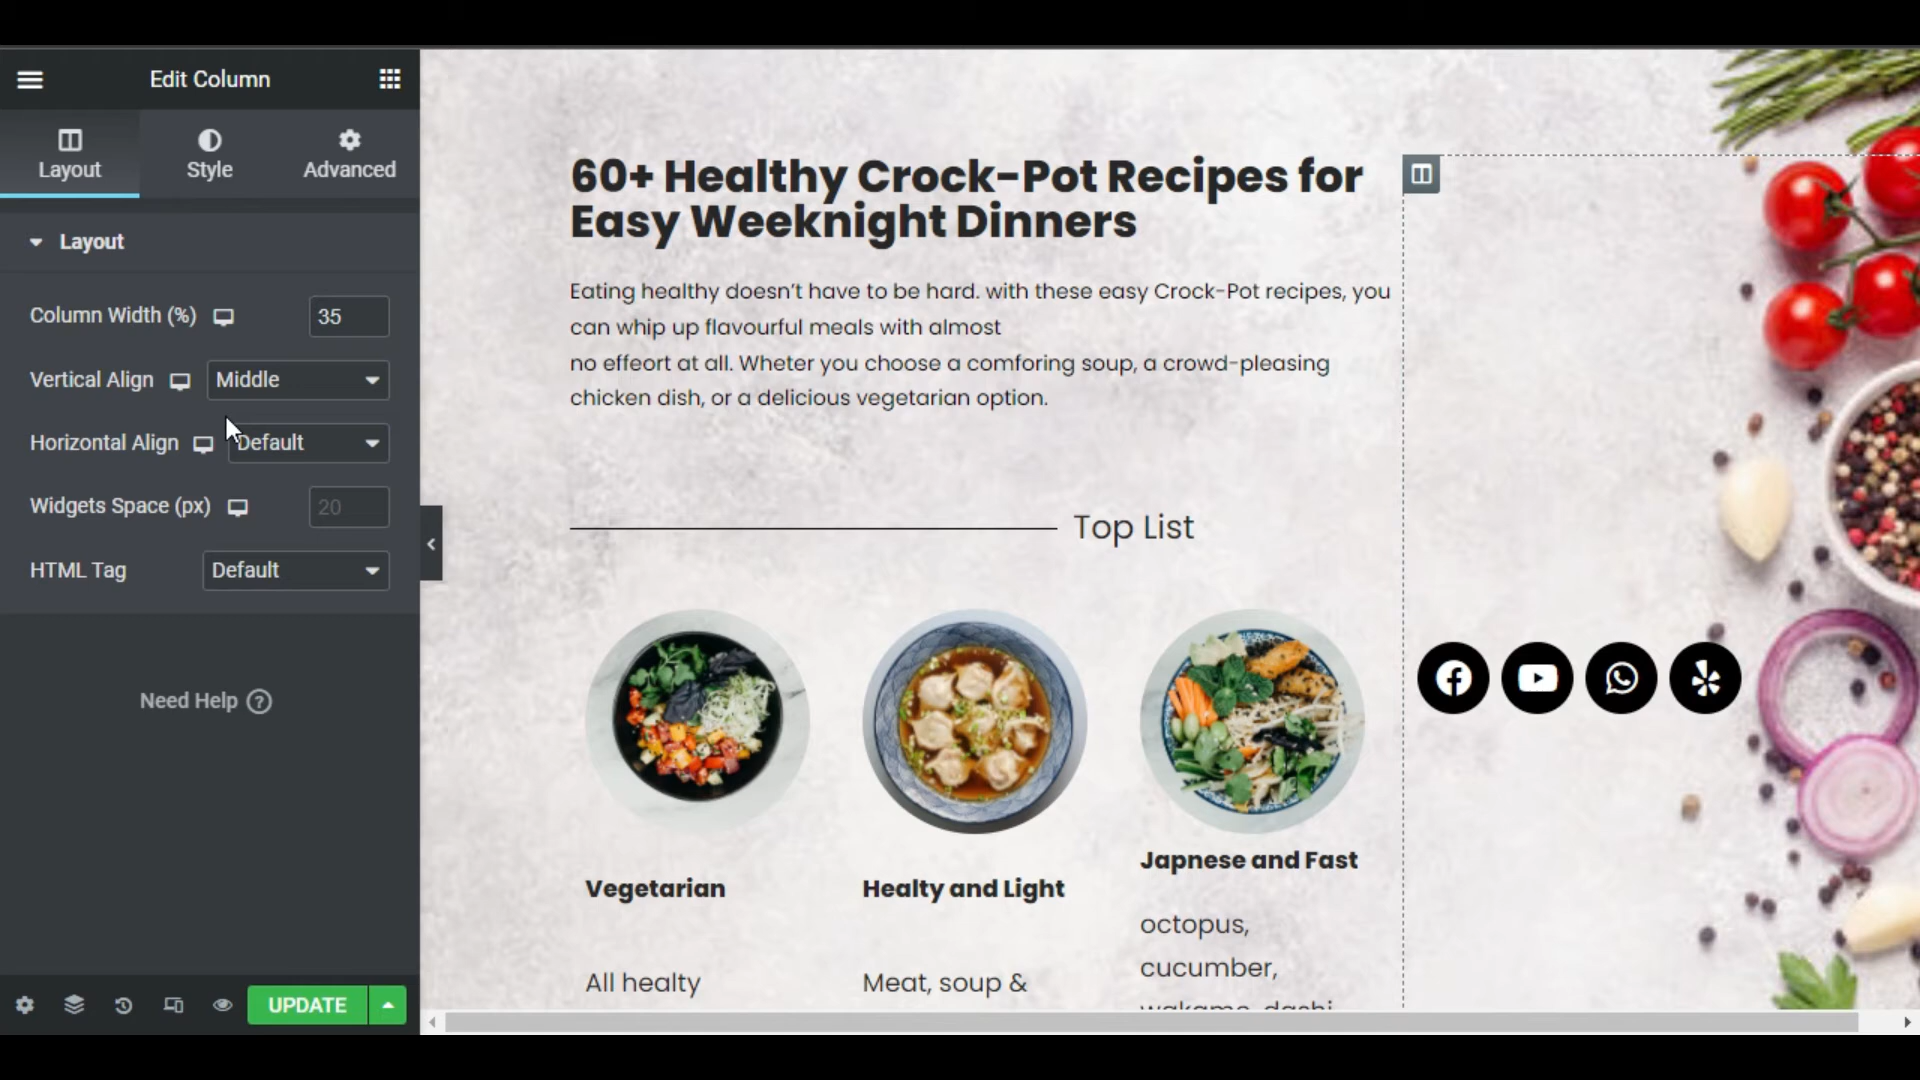 Edit Column
Layout
Style
Advanced
Layout
Column Width (%)
35
Vertical Align
Middle
Horizontal Align
Default
Widgets Space (px)
20
HTML Tag
Default
Need Help
UPDATE
60+ Healthy Crock-Pot Recipes for
Easy Weeknight Dinners
Eating healthy doesn't have to be hard. with these easy Crock-Pot recipes, you
can whip up flavourful meals with almost
no effeort at all. Wheter you choose a comforing soup, a crowd-pleasing
chicken dish, or a delicious vegetarian option.
Top List
Vegetarian
All healty
Healty and Light
Meat, soup &
Japnese and Fast
octopus,
cucumber,
wakame, dashi